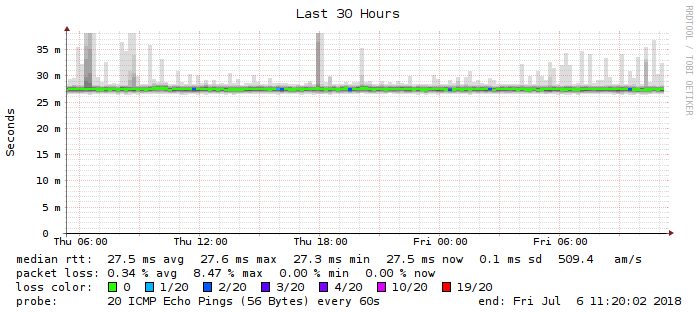 Last 30 Hours
RRDTOOL / TOBI OETIKER
Seconds
35 m
30 m
25 m
20 m
15 m
10 m
5 m
0
Thu 06:00 Thu 12:00 Thu 18:00 Fri 00:00 Fri 06:00
median rtt: 27.5 ms avg 27.6 ms max 27.3 ms min 27.5 ms now 0.1 ms sd 509.4 am/s
packet loss: 0.34 % avg 8.47 % max 0.00 % min 0.00 % now
loss color: 0 1/20 2/20 3/20 4/20 10/20 19/20
probe: 20 ICMP Echo Pings (56 Bytes) every 60s end: Fri Jul 6 11:20:02 2018